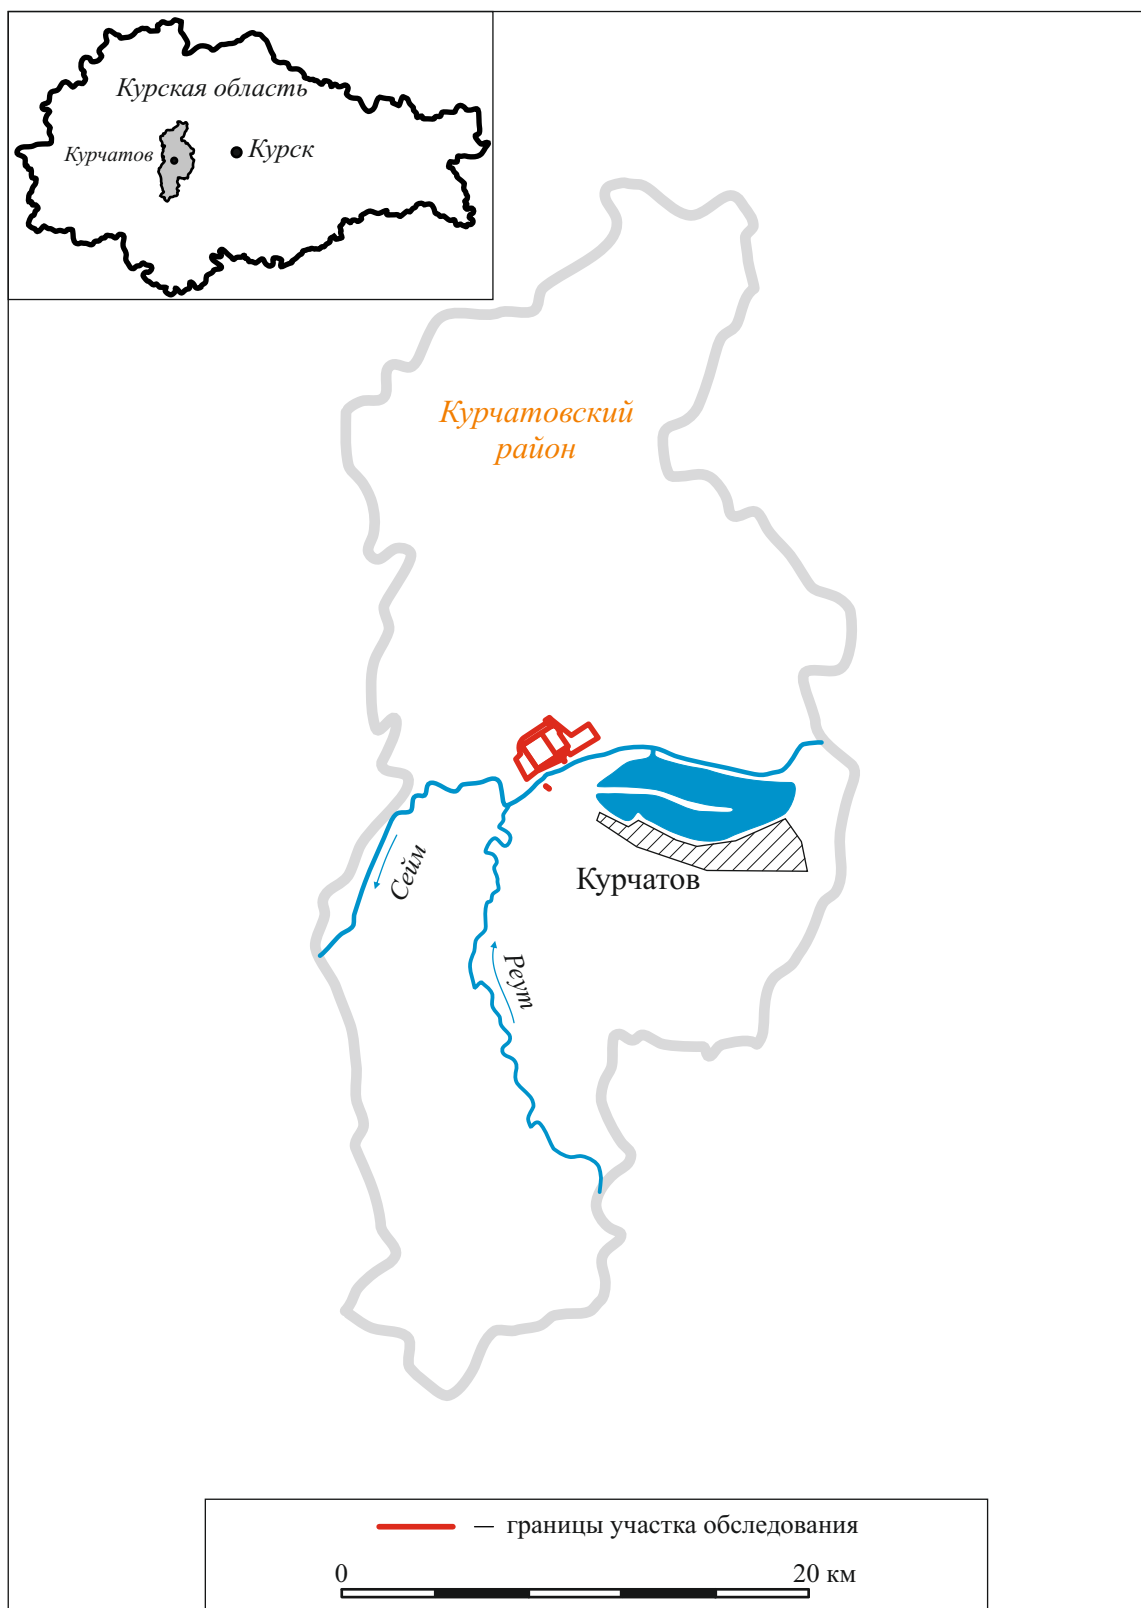 Курская область
Курчатов
Курск
Курчатовский
район
Сейм
Курчатов
Реут
— границы участка обследования
0
20 км